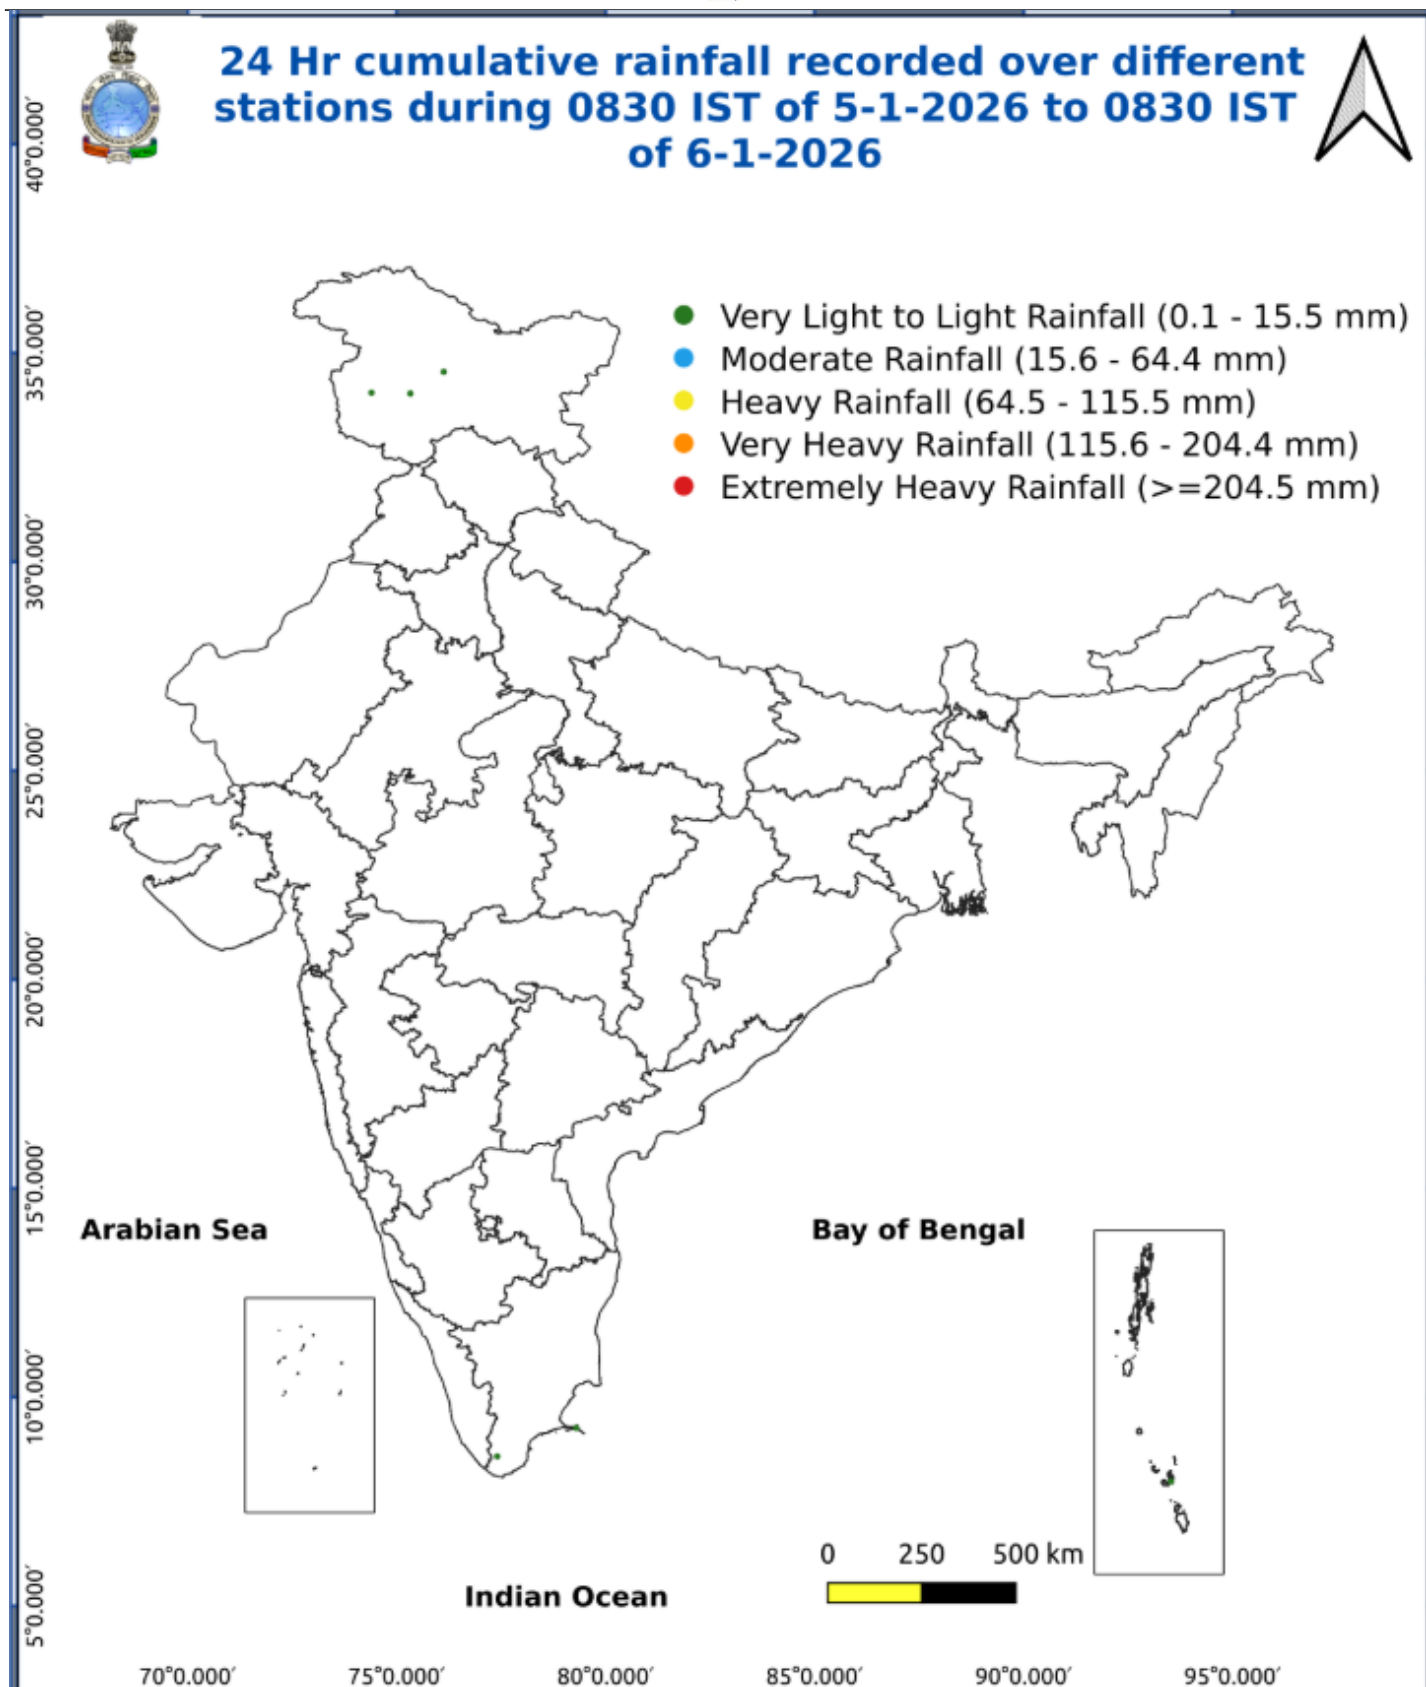 24 Hr cumulative rainfall recorded over different
stations during 0830 IST of 5-1-2026 to 0830 IST
of 6-1-2026
Very Light to Light Rainfall (0.1 - 15.5 mm)
Moderate Rainfall (15.6 - 64.4 mm)
Heavy Rainfall (64.5 - 115.5 mm)
Very Heavy Rainfall (115.6 - 204.4 mm)
Extremely Heavy Rainfall (>=204.5 mm)
40°0.000′
35°0.000′
30°0.000′
25°0.000′
20°0.000′
15°0.000′
10°0.000′
5°0.000′
Arabian Sea
Bay of Bengal
0 250 500 km
Indian Ocean
70°0.000′ 75°0.000′ 80°0.000′ 85°0.000′ 90°0.000′ 95°0.000′